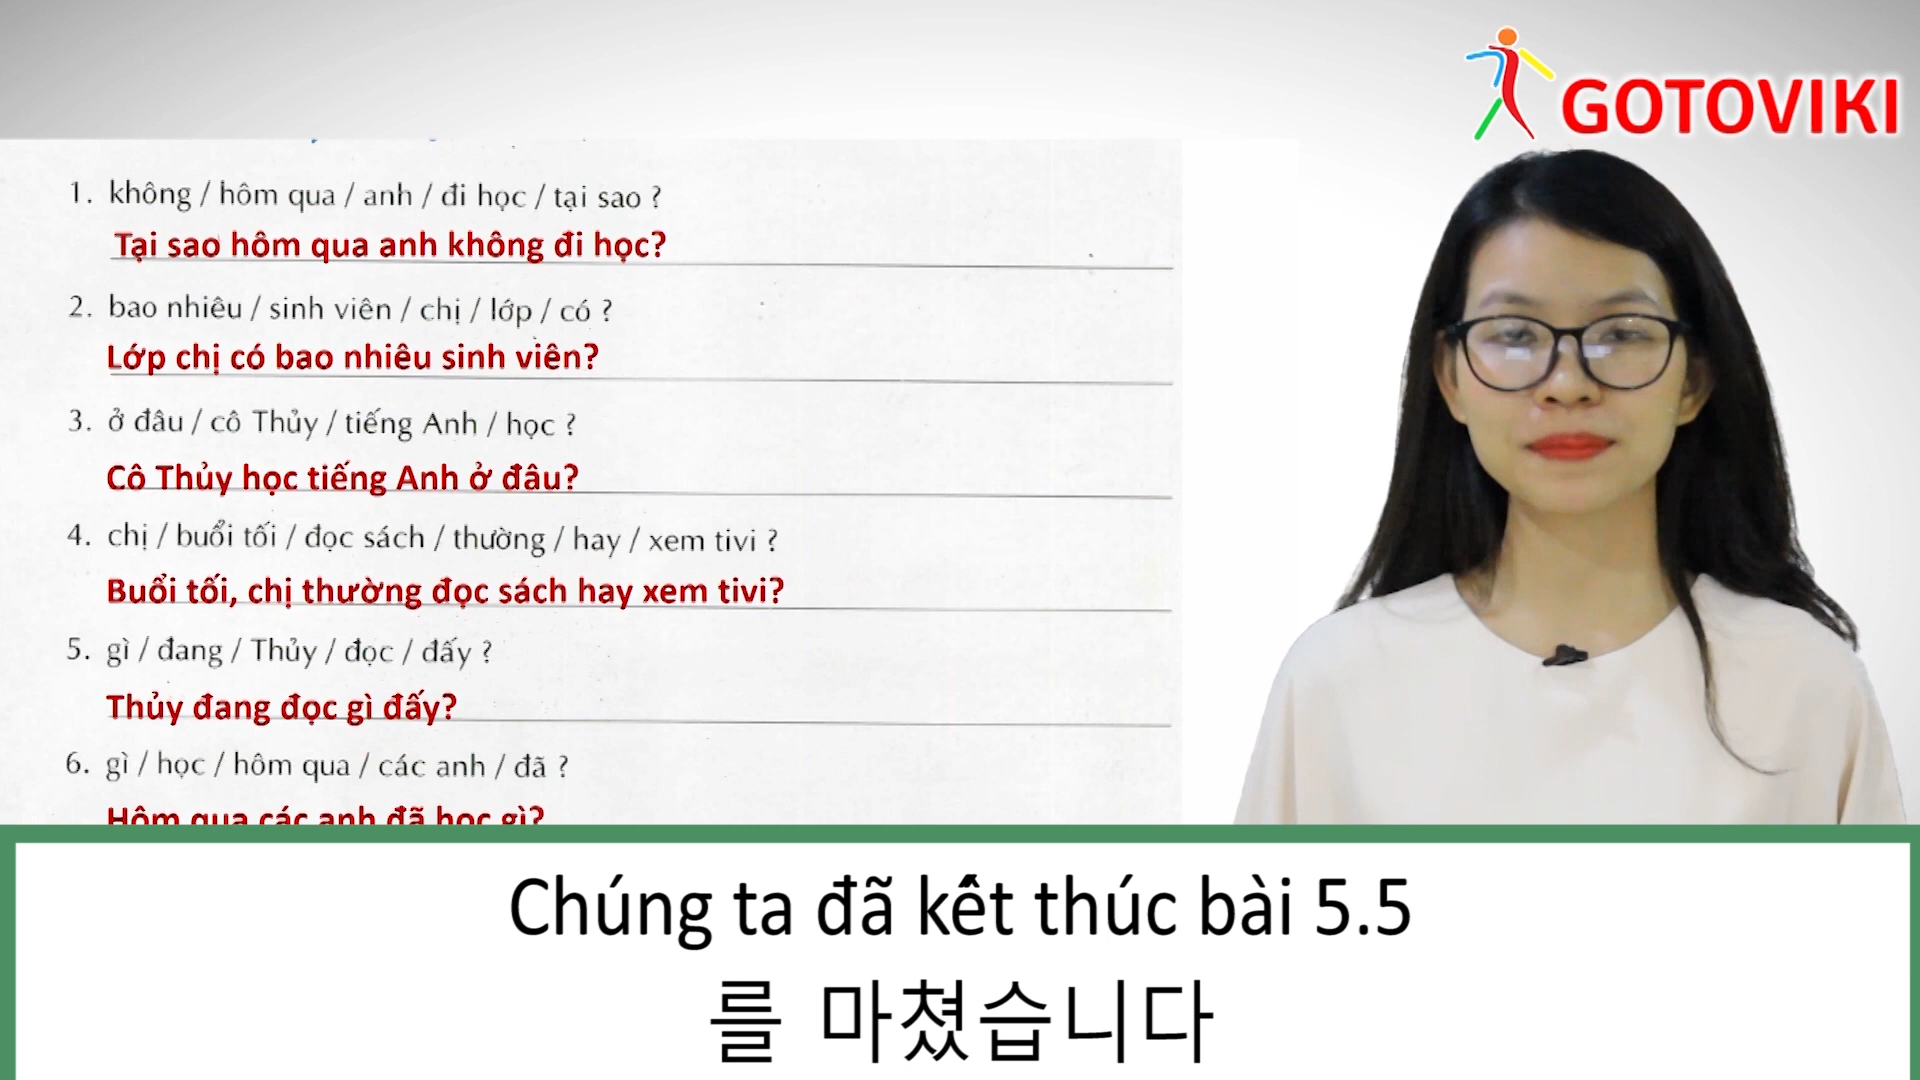 GOTOVIKI
1. không / hôm qua / anh / đi học / tại sao ?
Tại sao hôm qua anh không đi học?
2. bao nhiêu / sinh viên / chị / lớp / có ?
Lớp chị có bao nhiêu sinh viên?
3. ở đâu / cô Thủy / tiếng Anh / học ?
Cô Thủy học tiếng Anh ở đâu?
4. chị / buổi tối / đọc sách / thường / hay / xem tivi ?
Buổi tối, chị thường đọc sách hay xem tivi?
5. gì / đang / Thủy / đọc / đấy ?
Thủy đang đọc gì đấy?
6. gì / học / hôm qua / các anh / đã ?
Hôm qua các anh đã học gì?
Chúng ta đã kết thúc bài 5.5
를 마쳤습니다